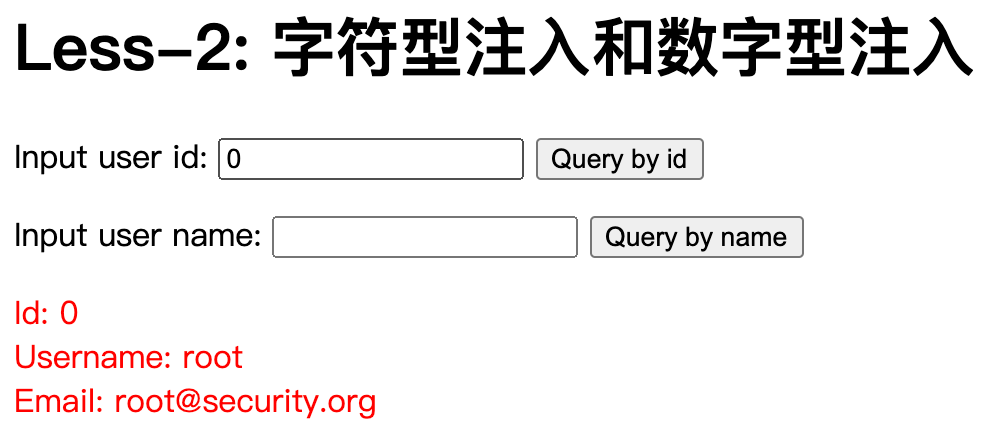 Less-2: 字符型注入和数字型注入
Input user id: 0 Query by id
Input user name: Query by name
Id: 0
Username: root
Email: root@security.org